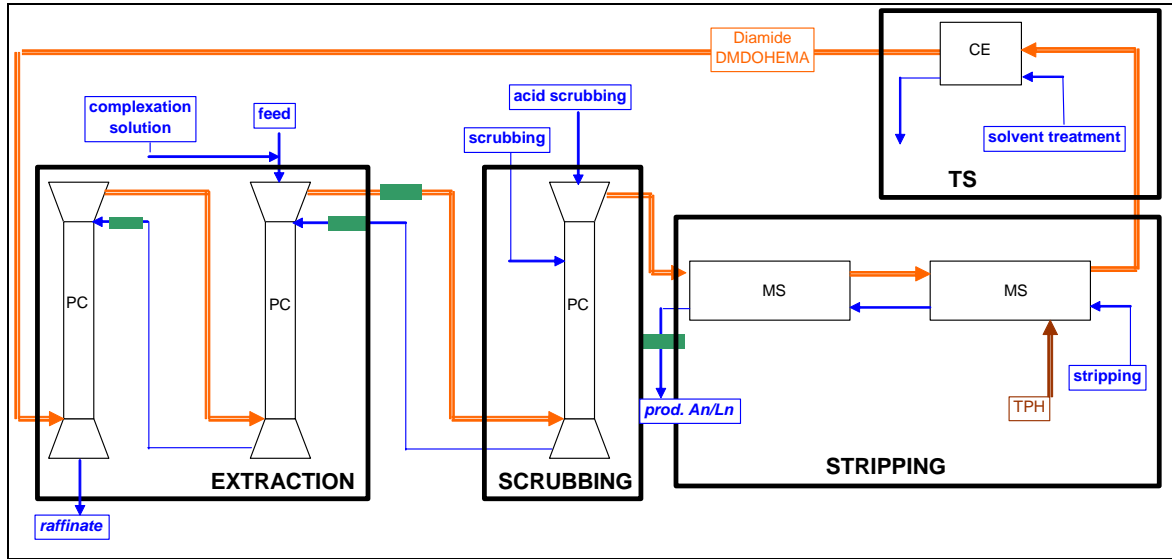 Diamide
DMDOHEMA
CE
complexation
solution
feed
acid scrubbing
scrubbing
solvent treatment
TS
PC
PC
PC
MS
MS
stripping
prod. An/Ln
TPH
EXTRACTION
SCRUBBING
STRIPPING
raffinate